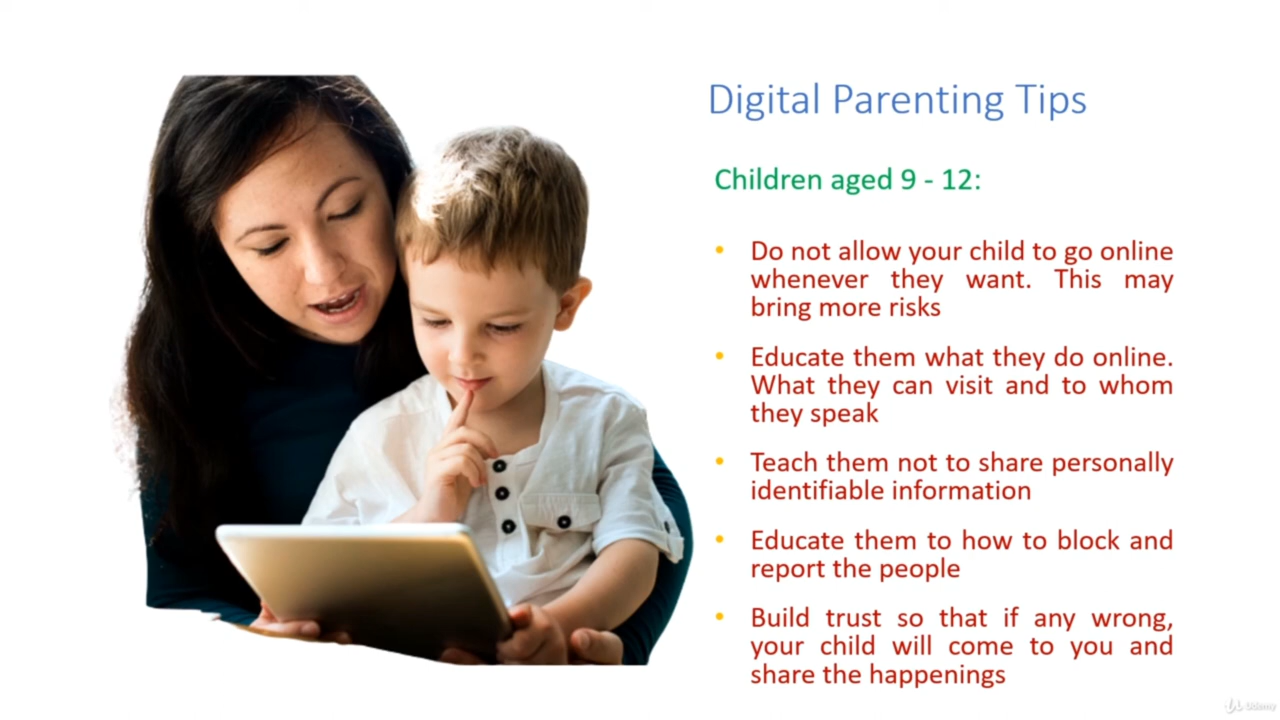 Digital Parenting Tips
Children aged 9 - 12:
• Do not allow your child to go online
whenever they want. This may
bring more risks
• Educate them what they do online.
What they can visit and to whom
they speak
• Teach them not to share personally
identifiable information
• Educate them to how to block and
report the people
• Build trust so that if any wrong,
your child will come to you and
share the happenings
Udemy